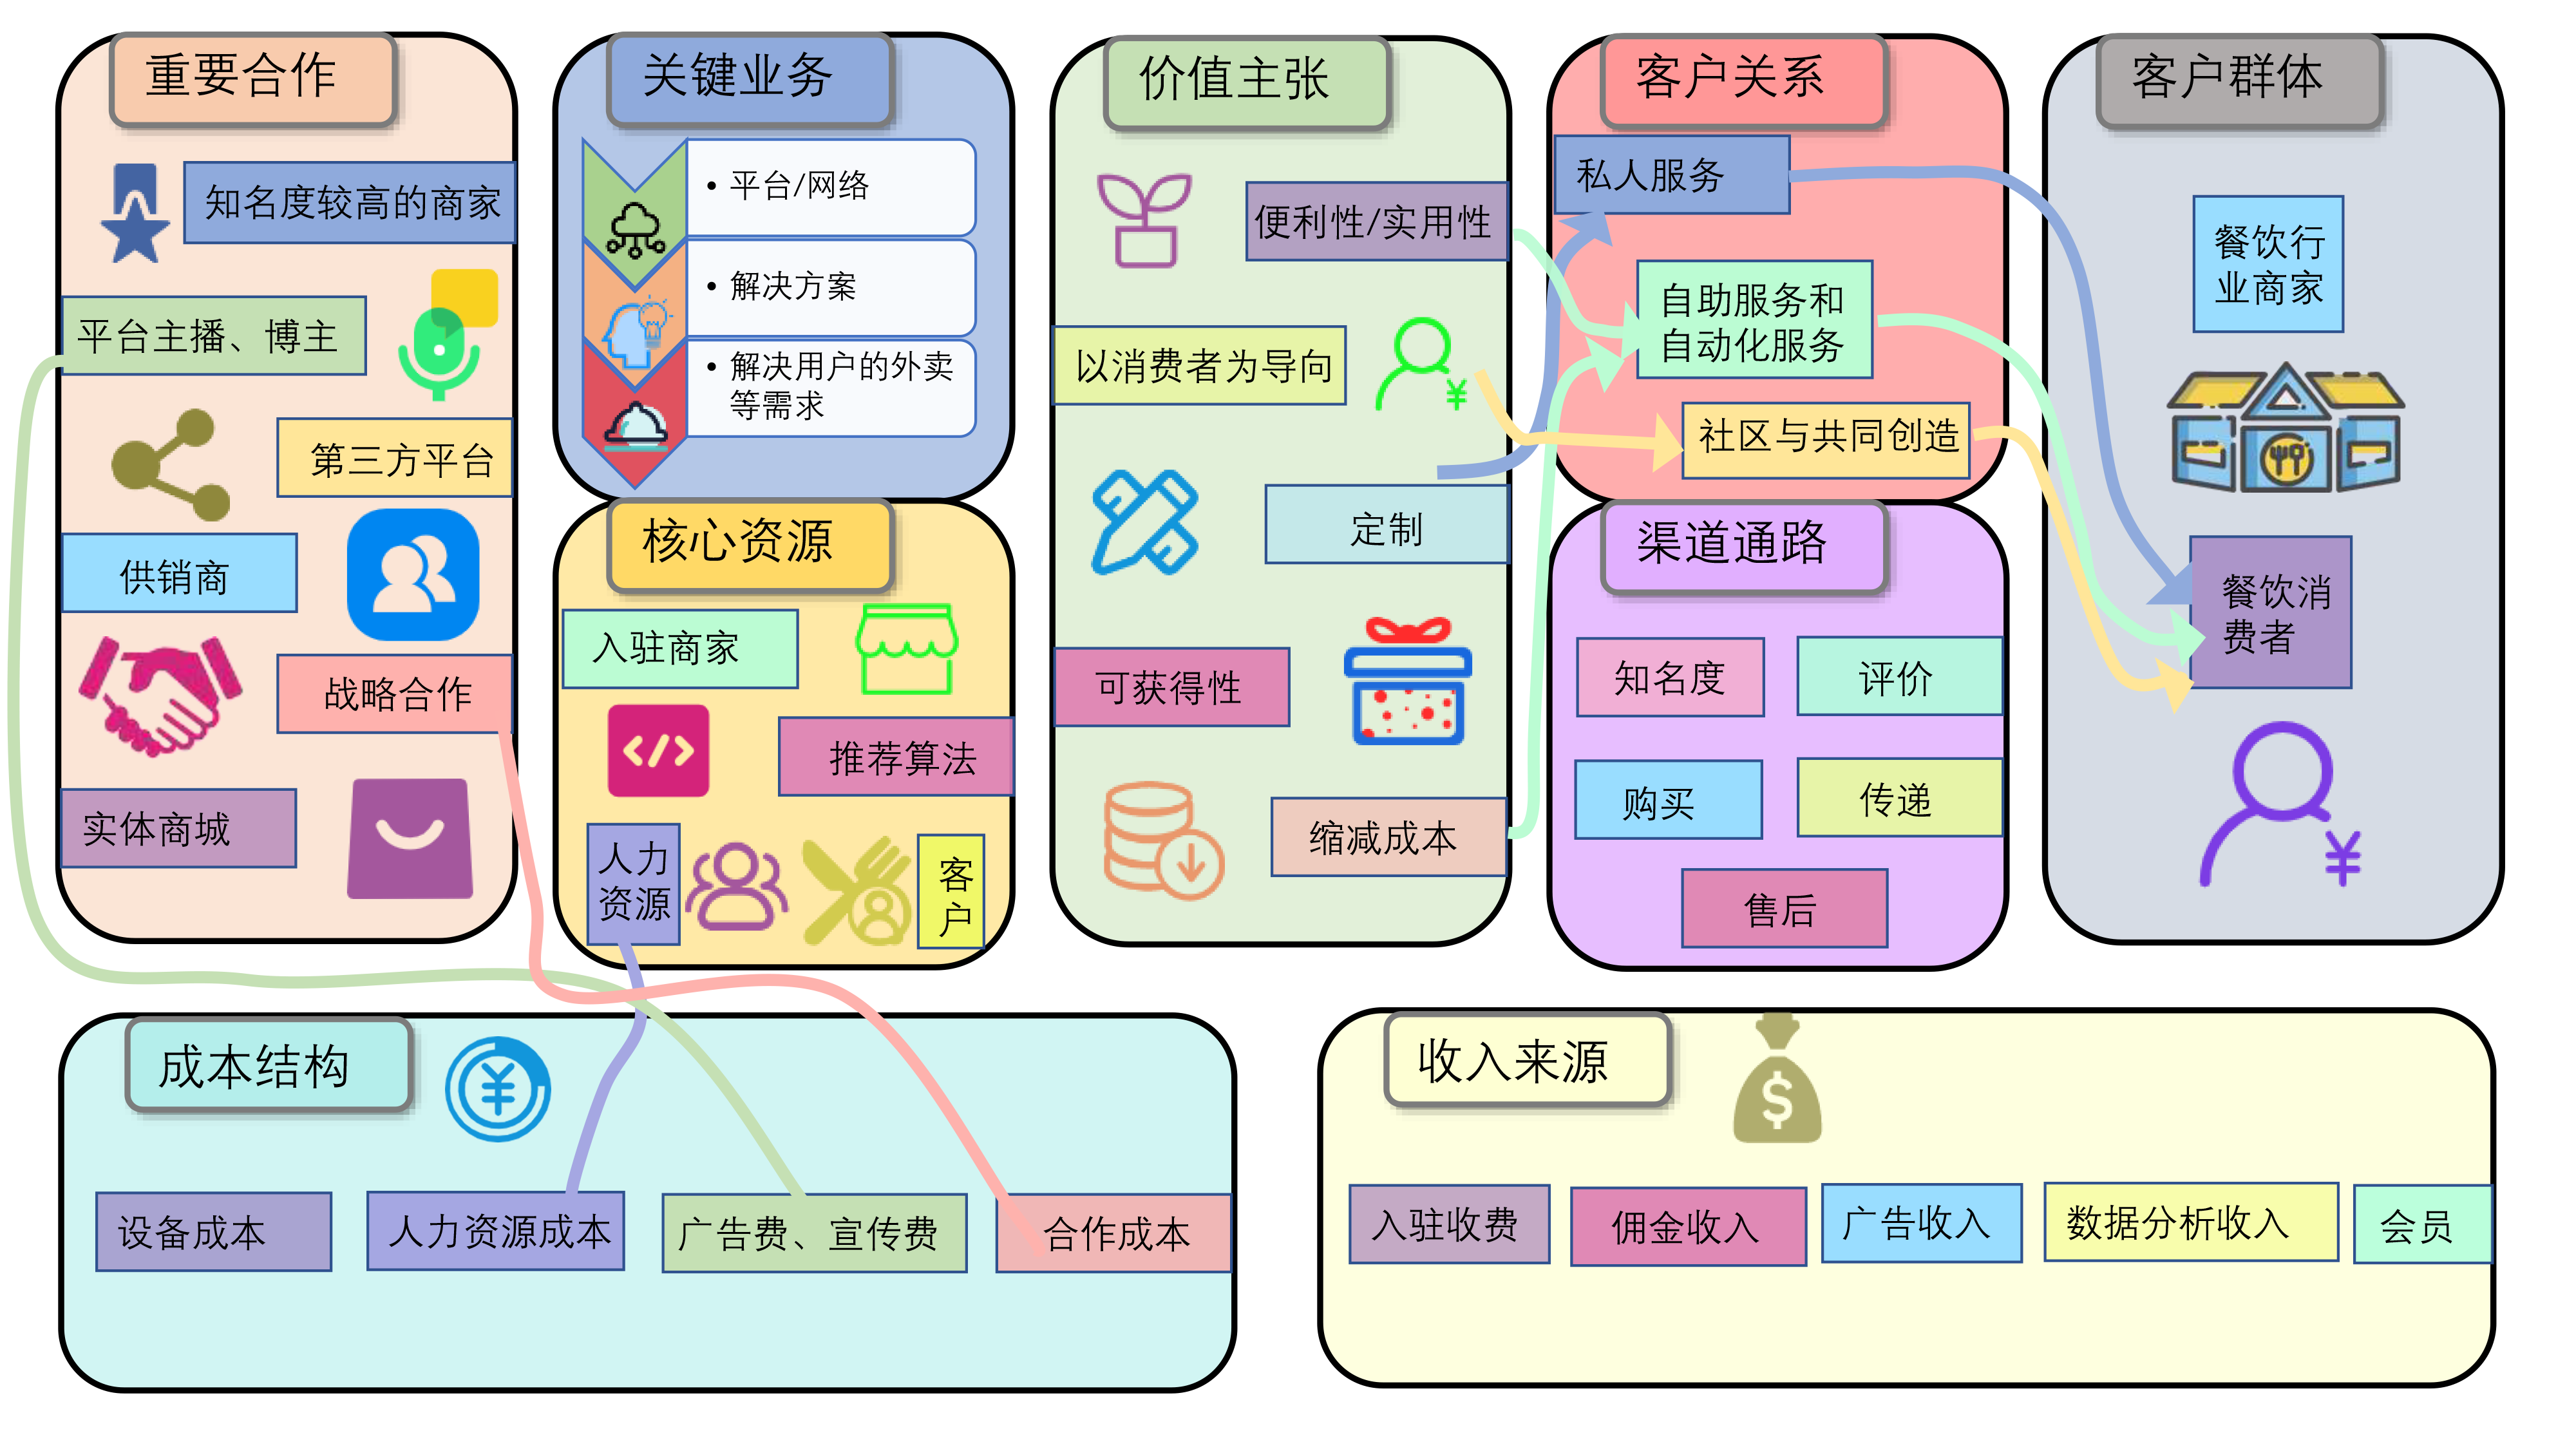 重要合作
知名度较高的商家
平台主播、博主
第三方平台
供销商
战略合作
实体商城
关键业务
• 平台/网络
• 解决方案
• 解决用户的外卖
等需求
核心资源
入驻商家
</>
推荐算法
人力
资源
客
户
价值主张
便利性/实用性
以消费者为导向
¥
定制
可获得性
缩减成本
客户关系
私人服务
自助服务和
自动化服务
社区与共同创造
渠道通路
知名度
评价
购买
传递
售后
客户群体
餐饮行
业商家
餐饮消
费者
¥
成本结构
¥
设备成本
人力资源成本
广告费、宣传费
合作成本
收入来源
$
入驻收费
佣金收入
广告收入
数据分析收入
会员